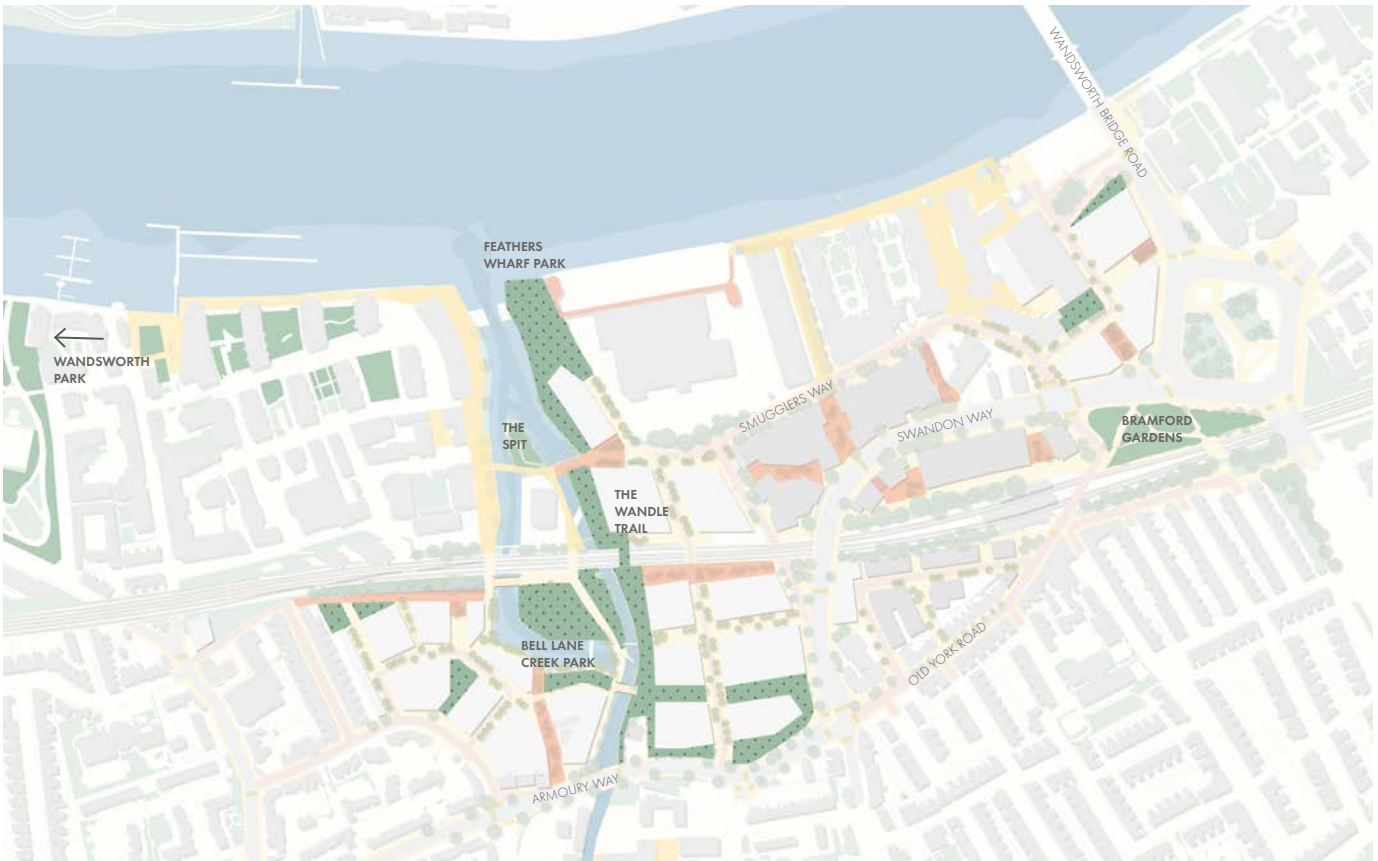 WANDSWORTH BRIDGE ROAD
FEATHERS
WHARF PARK
WANDSWORTH
PARK
SMUGGLERS WAY
SWANDON WAY
BRAMFORD
GARDENS
THE
SPIT
THE
WANDLE
TRAIL
BELL LANE
CREEK PARK
OLD YORK ROAD
ARMOURY WAY